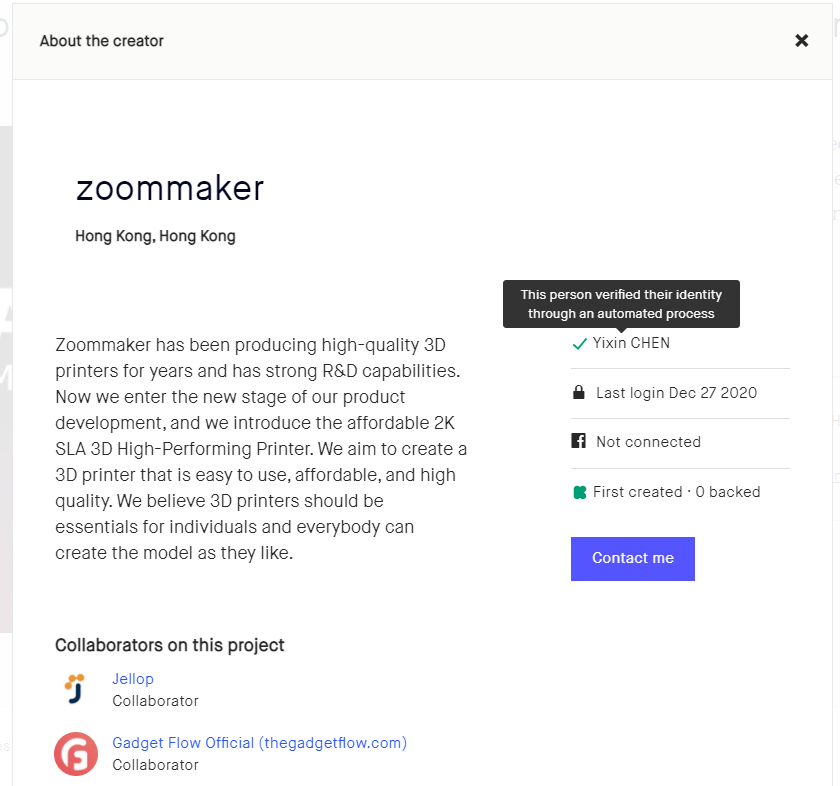 About the creator
zoommaker
Hong Kong, Hong Kong
This person verified their identity
through an automated process
Yixin CHEN
Last login Dec 27 2020
Not connected
First created · 0 backed
Contact me
Zoommaker has been producing high-quality 3D
printers for years and has strong R&D capabilities.
Now we enter the new stage of our product
development, and we introduce the affordable 2K
SLA 3D High-Performing Printer. We aim to create a
3D printer that is easy to use, affordable, and high
quality. We believe 3D printers should be
essentials for individuals and everybody can
create the model as they like.
Collaborators on this project
Jellop
Collaborator
Gadget Flow Official (thegadgetflow.com)
Collaborator